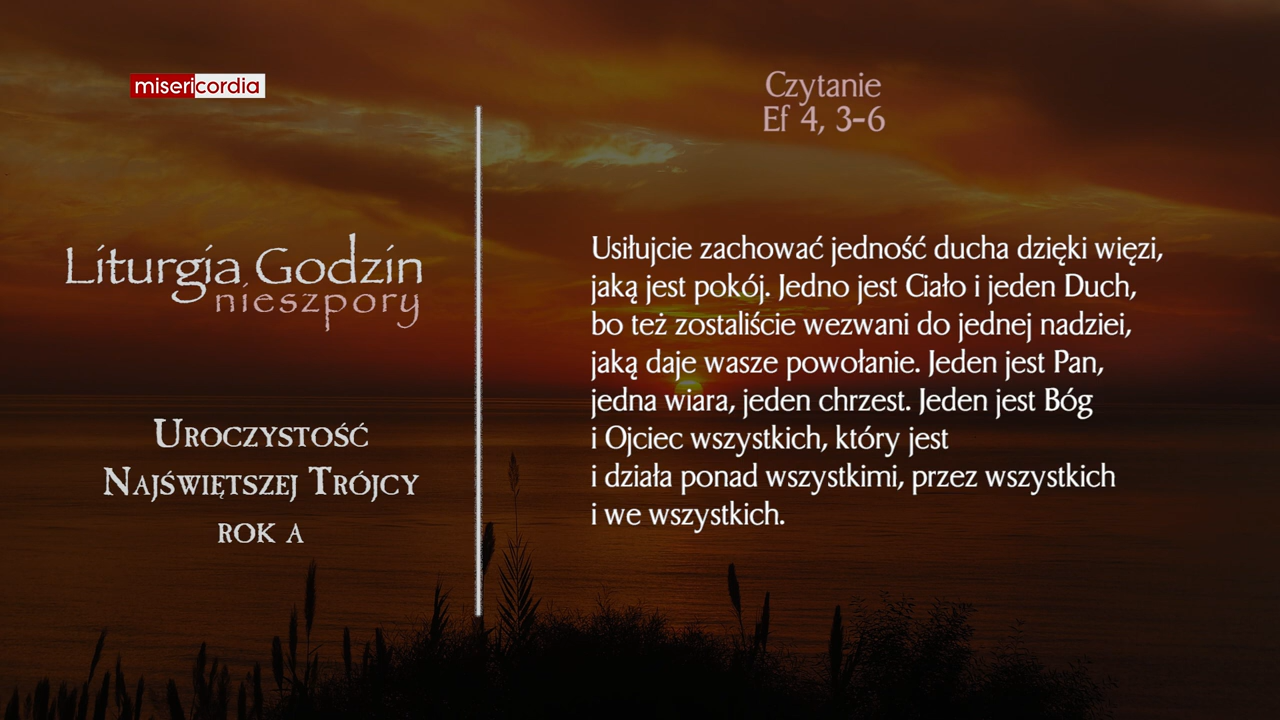 misericordia
Liturgia Godzin
nieszpory
Uroczystość
Najświętszej Trójcy
rok A
Czytanie
Ef 4, 3-6
Usiłujcie zachować jedność ducha dzięki więzi,
jaką jest pokój. Jedno jest Ciało i jeden Duch,
bo też zostaliście wezwani do jednej nadziei,
jaką daje wasze powołanie. Jeden jest Pan,
jedna wiara, jeden chrzest. Jeden jest Bóg
i Ojciec wszystkich, który jest
i działa ponad wszystkimi, przez wszystkich
i we wszystkich.